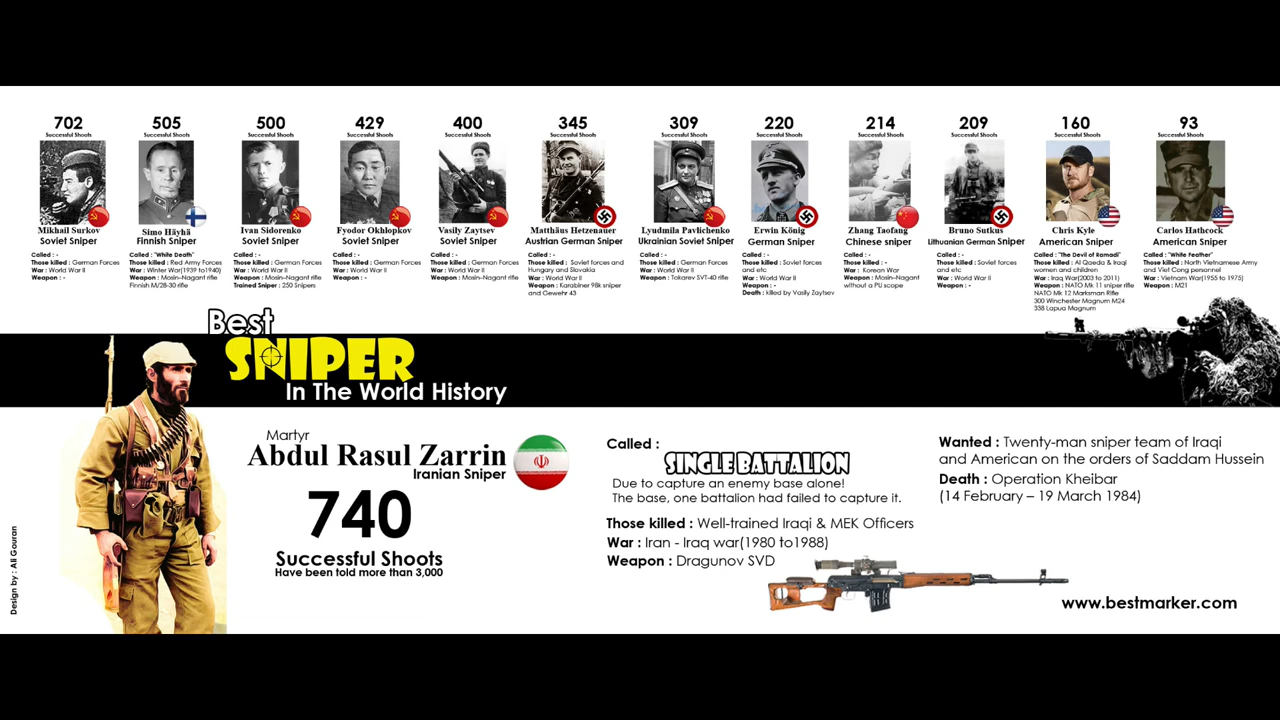 702
Successful Shoots
Mikhail Surkov
Soviet Sniper
Called : -
Those killed : German Forces
War : World War II
Weapon : -
505
Successful Shoots
Simo Häyhä
Finnish Sniper
Called : "White Death"
Those killed : Red Army Forces
War : Winter War(1939 to1940)
Weapon : Mosin-Nagant rifle
Finnish M/28-30 rifle
500
Successful Shoots
Ivan Sidorenko
Soviet Sniper
Called : -
Those killed : German Forces
War : World War II
Weapon : Mosin-Nagant rifle
Trained Sniper : 250 Snipers
429
Successful Shoots
Fyodor Okhlopkov
Soviet Sniper
Called : -
Those killed : German Forces
War : World War II
Weapon : -
400
Successful Shoots
Vasily Zaytsev
Soviet Sniper
Called : -
Those killed : German Forces
War : World War II
Weapon : Mosin-Nagant rifle
345
Successful Shoots
Matthäus Hetzenauer
Austrian German Sniper
Called : -
Those killed : Soviet forces and
Hungary and Slovakia
War : World War II
Weapon : Karabiner 98k sniper
and Gewehr 43
309
Successful Shoots
Lyudmila Pavlichenko
Ukrainian Soviet Sniper
Called : -
Those killed : German Forces
War : World War II
Weapon : Tokarev SVT-40 rifle
220
Successful Shoots
Erwin König
German Sniper
Called : -
Those killed : Soviet forces
and etc
War : World War II
Weapon : -
Death : killed by Vasily Zaytsev
214
Successful Shoots
Zhang Taofang
Chinese sniper
Called : -
Those killed : -
War : Korean War
Weapon : Mosin-Nagant
without a PU scope
209
Successful Shoots
Bruno Sutkus
Lithuanian German Sniper
Called : -
Those killed : Soviet forces
and etc
War : World War II
Weapon : -
160
Successful Shoots
Chris Kyle
American Sniper
Called : "The Devil of Ramadi"
Those killed : Al Qaeda & Iraqi
women and children
War : Iraq War(2003 to 2011)
Weapon : NATO Mk 11 sniper rifle
NATO Mk 12 Marksman Rifle
300 Winchester Magnum M24
338 Lapua Magnum
93
Successful Shoots
Carlos Hathcock
American Sniper
Called : "White Feather"
Those killed : North Vietnamese Army
and Viet Cong personnel
War : Vietnam War(1955 to 1975)
Weapon : M21
Best
SNIPER
In The World History
Martyr
Abdul Rasul Zarrin
Iranian Sniper
740
Successful Shoots
Have been told more than 3,000
Called :
SINGLE BATTALION
Due to capture an enemy base alone!
The base, one battalion had failed to capture it.
Those killed : Well-trained Iraqi & MEK Officers
War : Iran - Iraq war(1980 to1988)
Weapon : Dragunov SVD
Wanted : Twenty-man sniper team of Iraqi
and American on the orders of Saddam Hussein
Death : Operation Kheibar
(14 February – 19 March 1984)
www.bestmarker.com
Design by : Ali Gouran